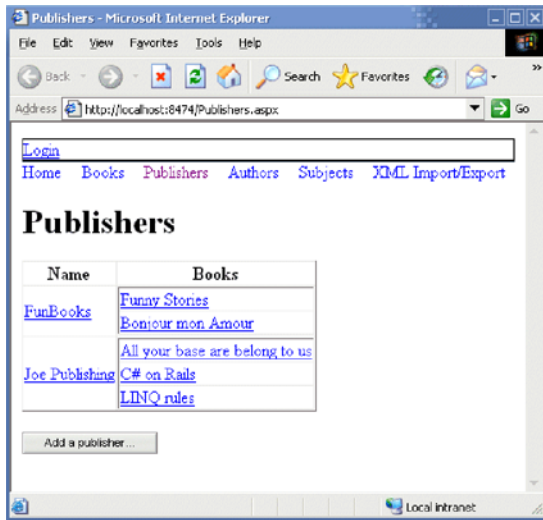 Publishers - Microsoft Internet Explorer
File Edit View Favorites Tools Help
Back Search Favorites »
Address http://localhost:8474/Publishers.aspx Go
Login
Home Books Publishers Authors Subjects XML Import/Export
Publishers
Name Books
FunBooks
Funny Stories
Bonjour mon Amour
Joe Publishing
All your base are belong to us
C# on Rails
LINQ rules
Add a publisher...
Local intranet